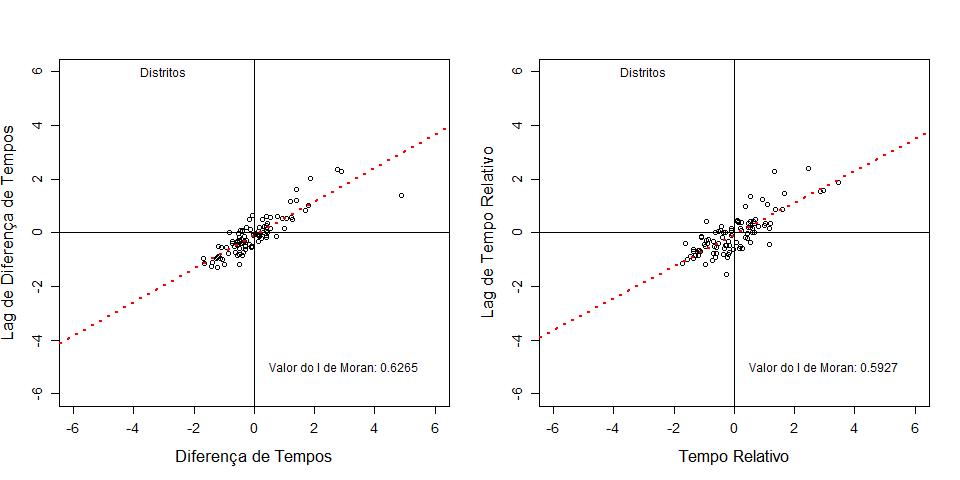 Lag de Diferença de Tempos
6
4
2
0
-2
-4
-6
Distritos
Valor do I de Moran: 0.6265
-6 -4 -2 0 2 4 6
Diferença de Tempos
Lag de Tempo Relativo
6
4
2
0
-2
-4
-6
Distritos
Valor do I de Moran: 0.5927
-6 -4 -2 0 2 4 6
Tempo Relativo